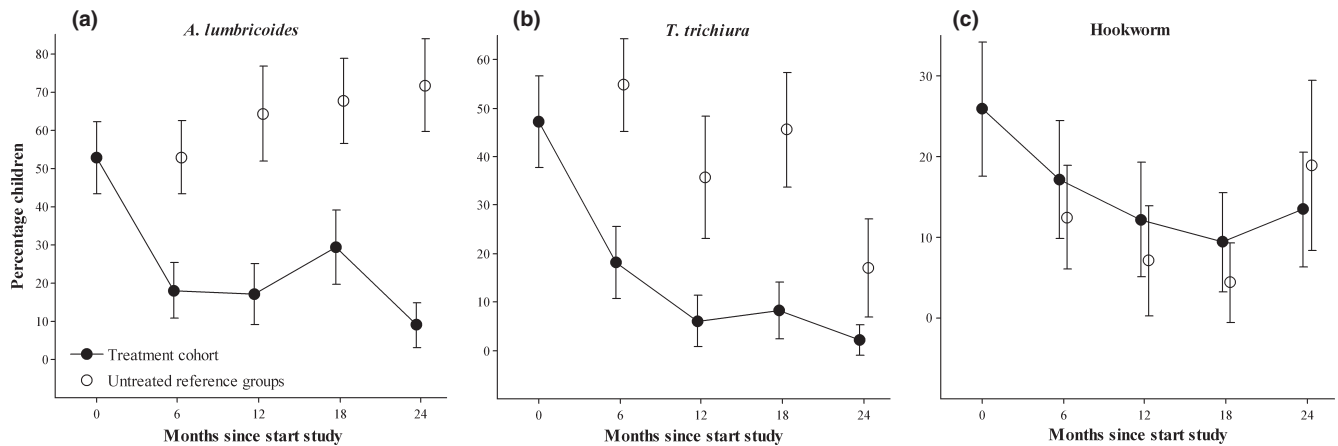 (a)
A. lumbricoides
Percentage children
80
70
60
50
40
30
20
10
0
Treatment cohort
Untreated reference groups
0 6 12 18 24
Months since start study
(b)
T. trichiura
60
50
40
30
20
10
0
0 6 12 18 24
Months since start study
(c)
Hookworm
30
20
10
0
0 6 12 18 24
Months since start study